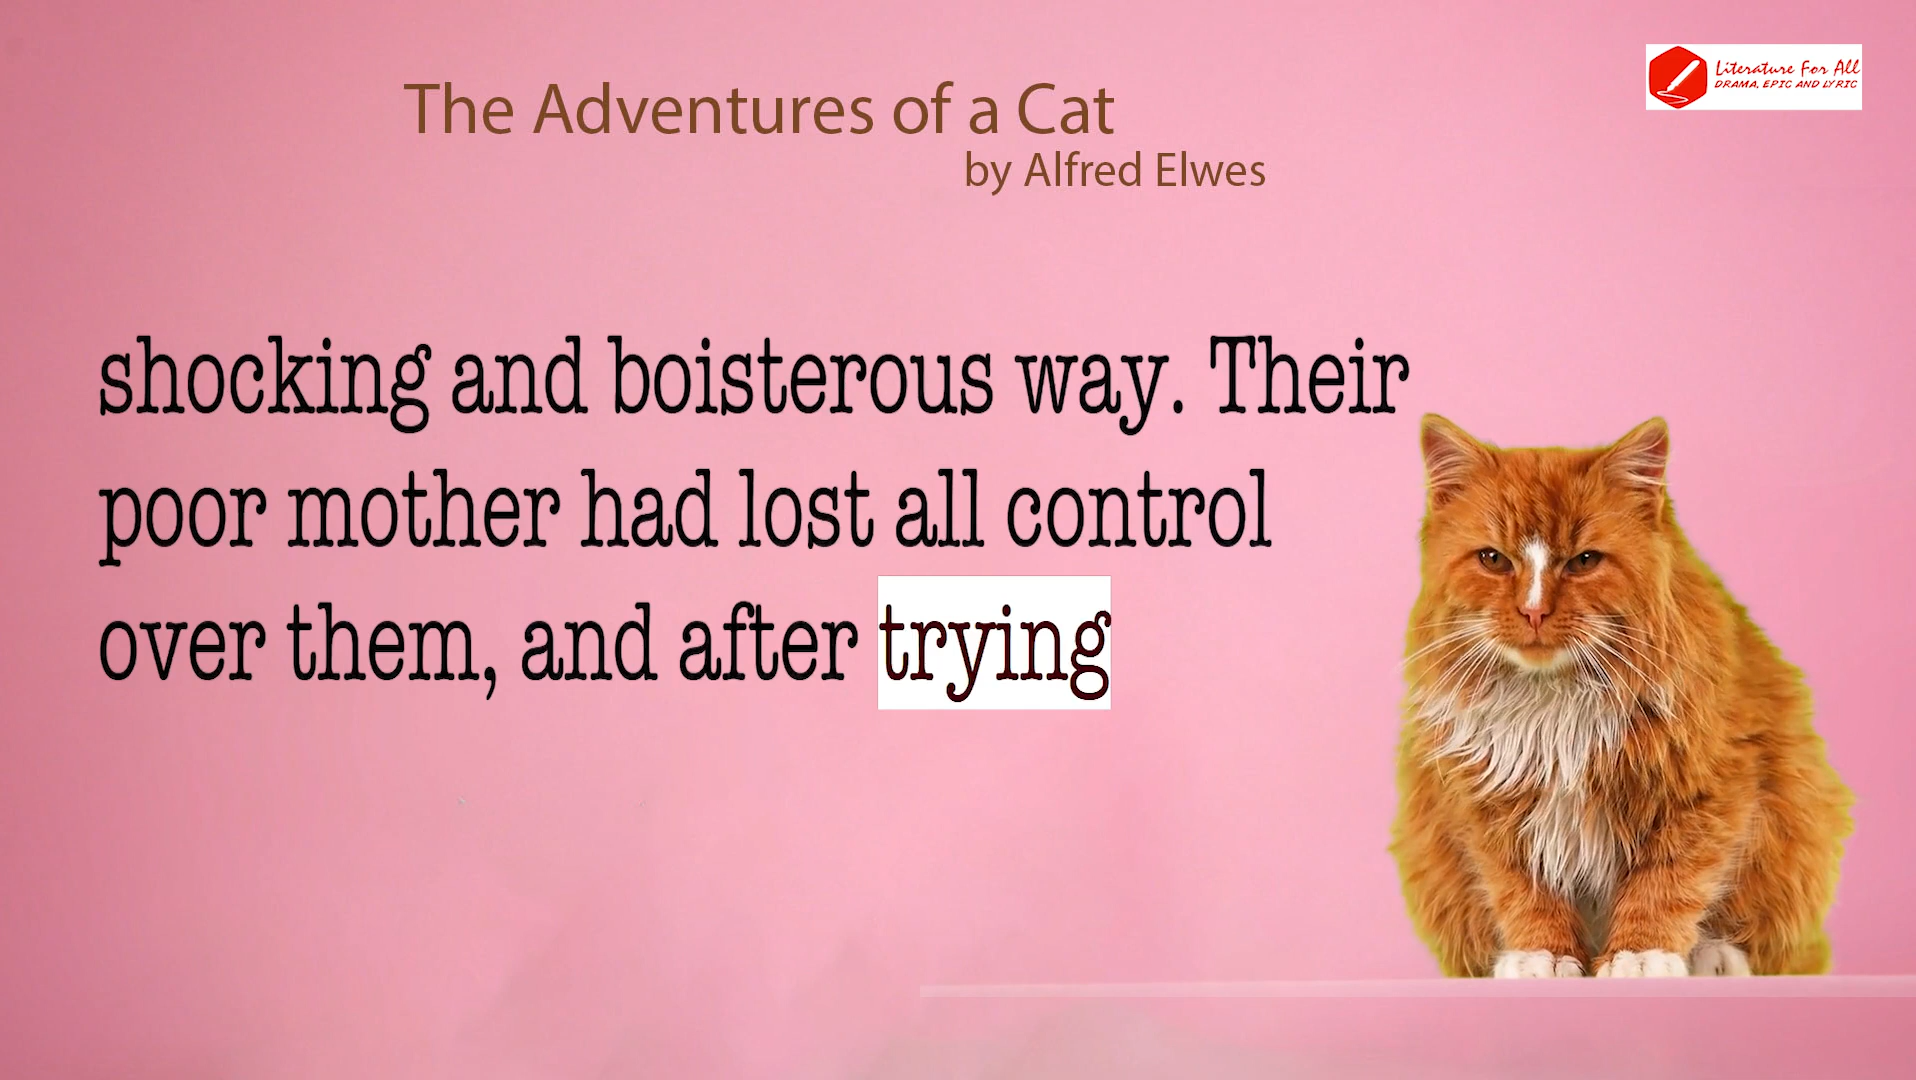 The Adventures of a Cat
by Alfred Elwes
Literature For All
DRAMA, EPIC AND LYRIC
shocking and boisterous way. Their
poor mother had lost all control
over them, and after trying